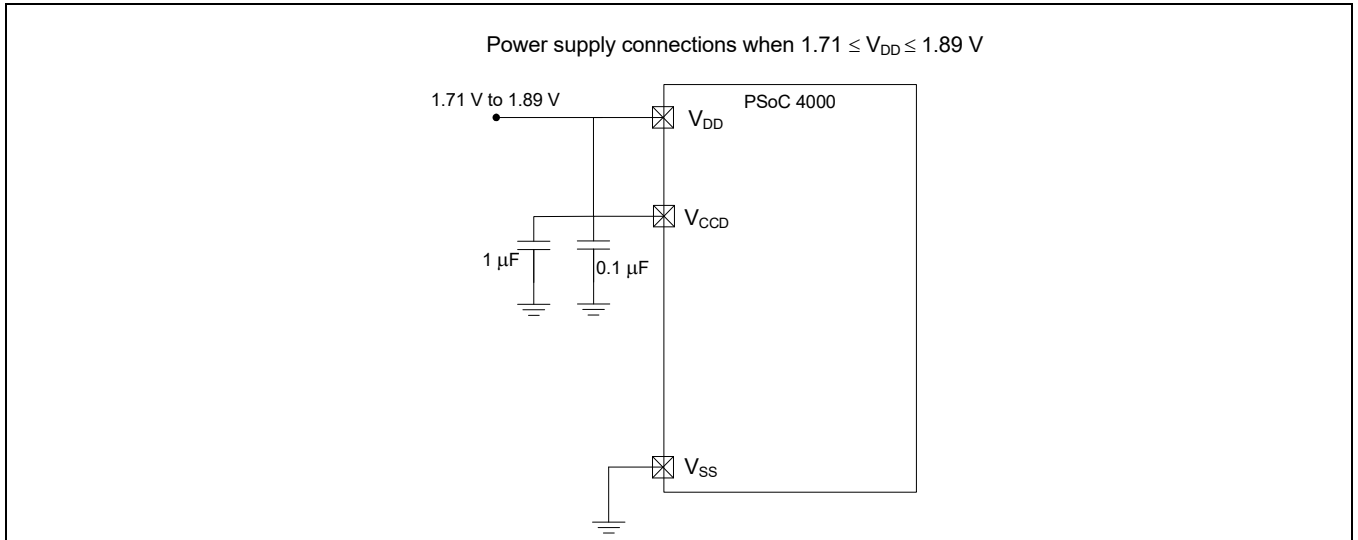 Power supply connections when 1.71 ≤ VDD ≤ 1.89 V
1.71 V to 1.89 V
PSoC 4000
VDD
VCCD
1 µF
0.1 µF
VSS